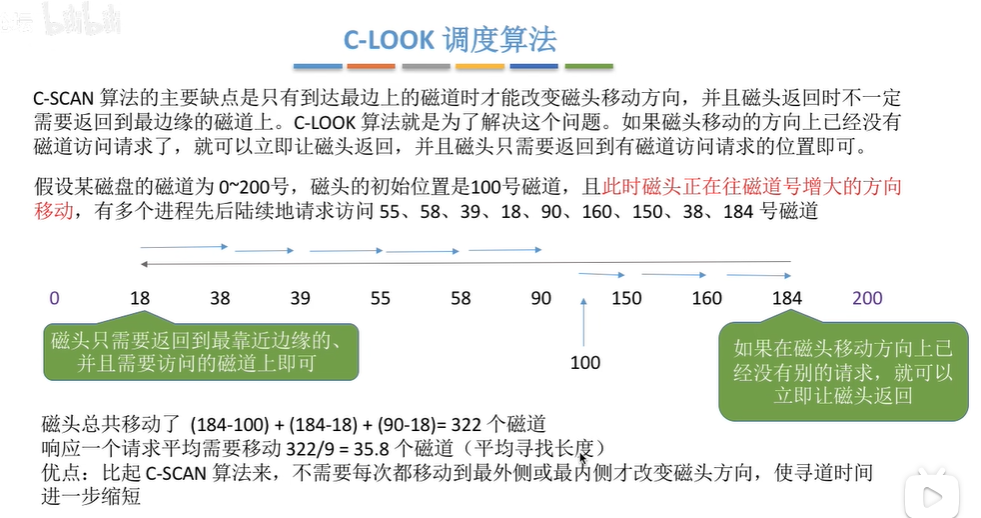 C-LOOK 调度算法
C-SCAN 算法的主要缺点是只有到达最边上的磁道时才能改变磁头移动方向，并且磁头返回时不一定
需要返回到最边缘的磁道上。C-LOOK 算法就是为了解决这个问题。如果磁头移动的方向上已经没有
磁道访问请求了，就可以立即让磁头返回，并且磁头只需要返回到有磁道访问请求的位置即可。
假设某磁盘的磁道为 0~200号，磁头的初始位置是100号磁道，且此时磁头正在往磁道号增大的方向
移动，有多个进程先后陆续地请求访问 55、58、39、18、90、160、150、38、184 号磁道
0 18 38 39 55 58 90 150 160 184 200
100
磁头只需要返回到最靠近边缘的、
并且需要访问的磁道上即可
如果在磁头移动方向上已
经没有别的请求，就可以
立即让磁头返回
磁头总共移动了 (184-100) + (184-18) + (90-18)= 322 个磁道
响应一个请求平均需要移动 322/9 = 35.8 个磁道（平均寻找长度）
优点：比起 C-SCAN 算法来，不需要每次都移动到最外侧或最内侧才改变磁头方向，使寻道时间
进一步缩短